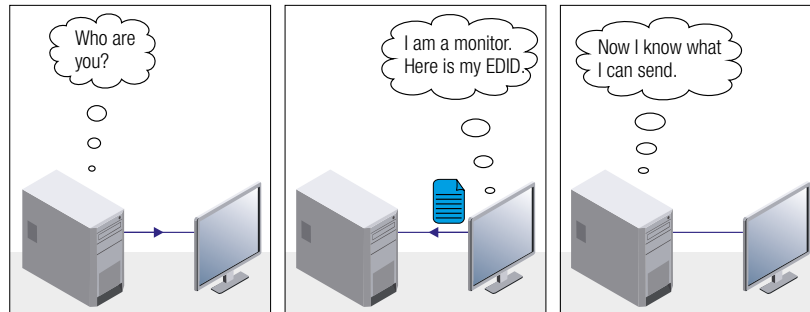 Who are
you?
I am a monitor.
Here is my EDID.
Now I know what
I can send.